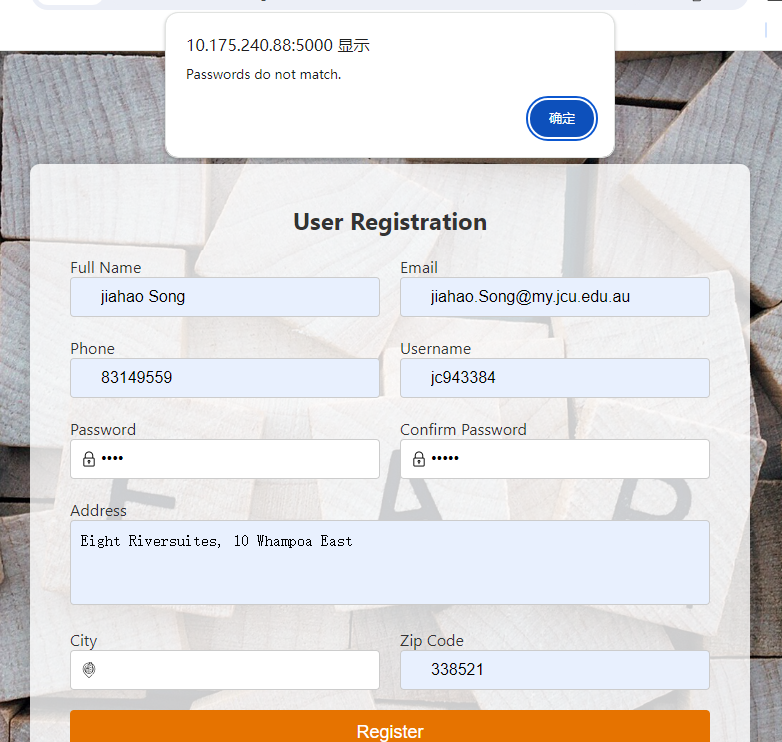 10.175.240.88:5000 显示
Passwords do not match.
确定
User Registration
Full Name
Email
jiahao Song
jiahao.Song@my.jcu.edu.au
Phone
Username
83149559
jc943384
Password
Confirm Password
••••
•••••
Address
Eight Riversuites, 10 Whampoa East
City
Zip Code
338521
Register